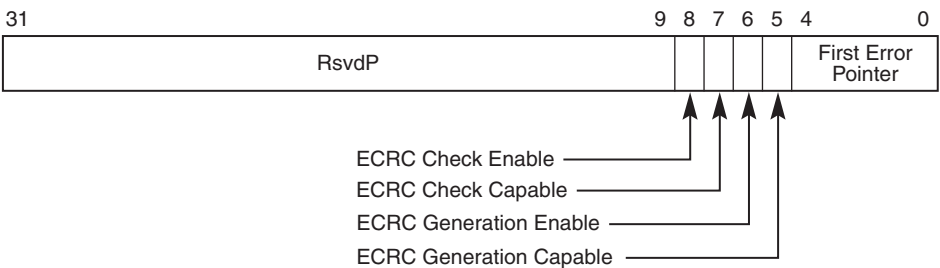 31 9 8 7 6 5 4 0
RsvdP
First Error
Pointer
ECRC Check Enable
ECRC Check Capable
ECRC Generation Enable
ECRC Generation Capable